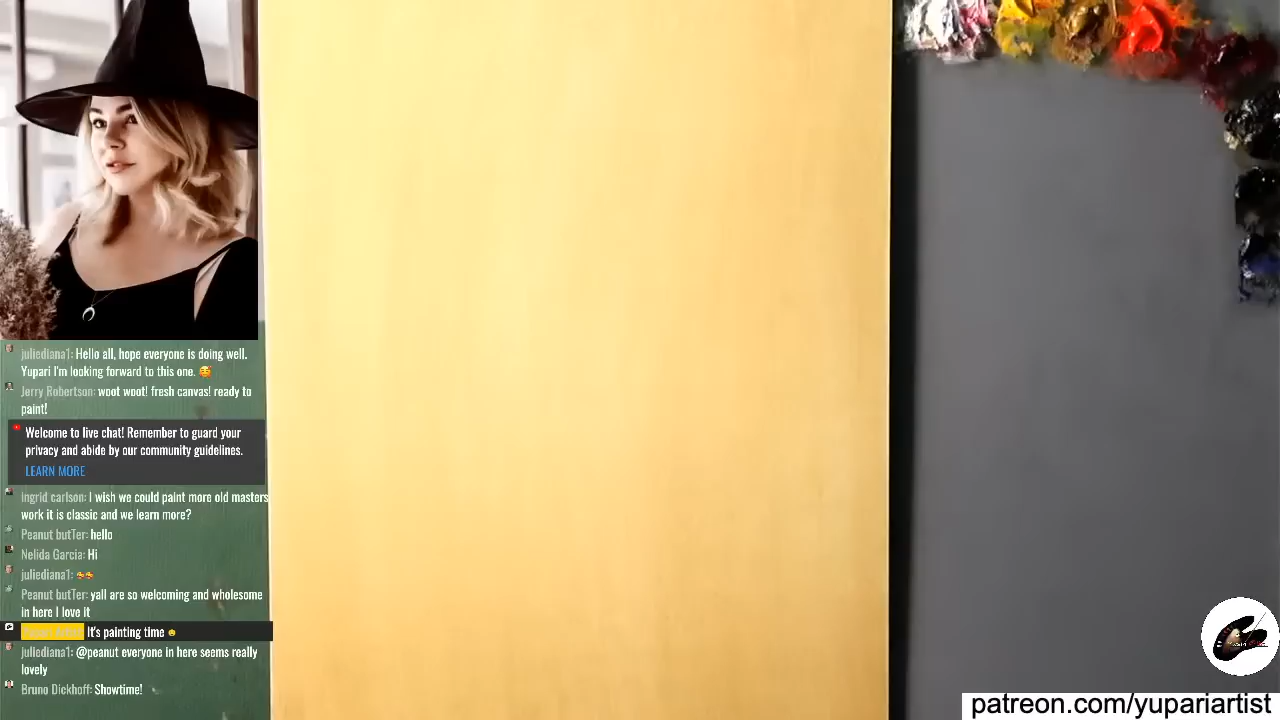 juliediana1: Hello all, hope everyone is doing well.
Yupari I'm looking forward to this one. 🥰
Jerry Robertson: woot woot! fresh canvas! ready to
paint!
Welcome to live chat! Remember to guard your
privacy and abide by our community guidelines.
LEARN MORE
ingrid carlson: I wish we could paint more old masters
work it is classic and we learn more?
Peanut butTer: hello
Nelida Garcia: Hi
juliediana1: 🥰🥰
Peanut butTer: yall are so welcoming and wholesome
in here I love it
It's painting time
juliediana1: @peanut everyone in here seems really
lovely
Bruno Dickhoff: Showtime!
patreon.com/yupariartist